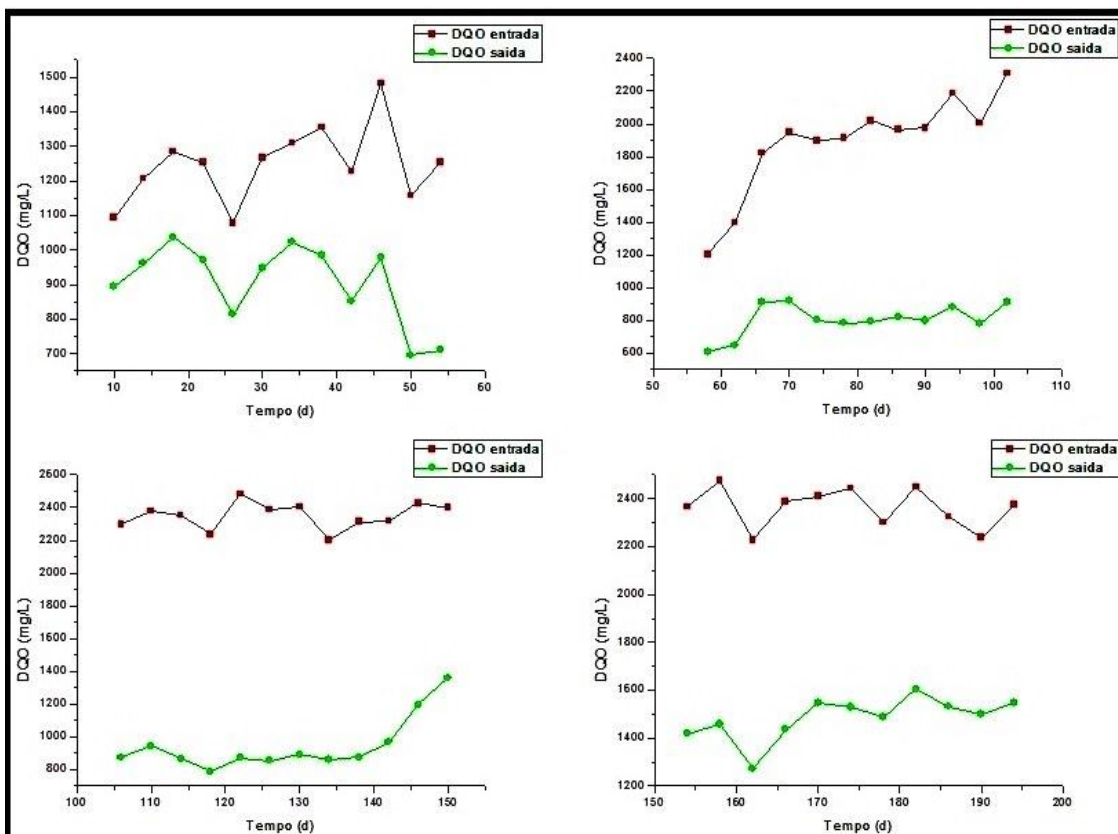 DQO entrada
DQO saida
DQO (mg/L)
1500
1400
1300
1200
1100
1000
900
800
700
10 20 30 40 50 60
Tempo (d)
DQO entrada
DQO saida
DQO (mg/L)
2400
2200
2000
1800
1600
1400
1200
1000
800
600
50 60 70 80 90 100 110
Tempo (d)
DQO entrada
DQO saida
DQO (mg/L)
2600
2400
2200
2000
1800
1600
1400
1200
1000
800
100 110 120 130 140 150
Tempo (d)
DQO entrada
DQO saida
DQO (mg/L)
2400
2200
2000
1800
1600
1400
1200
150 160 170 180 190 200
Tempo (d)